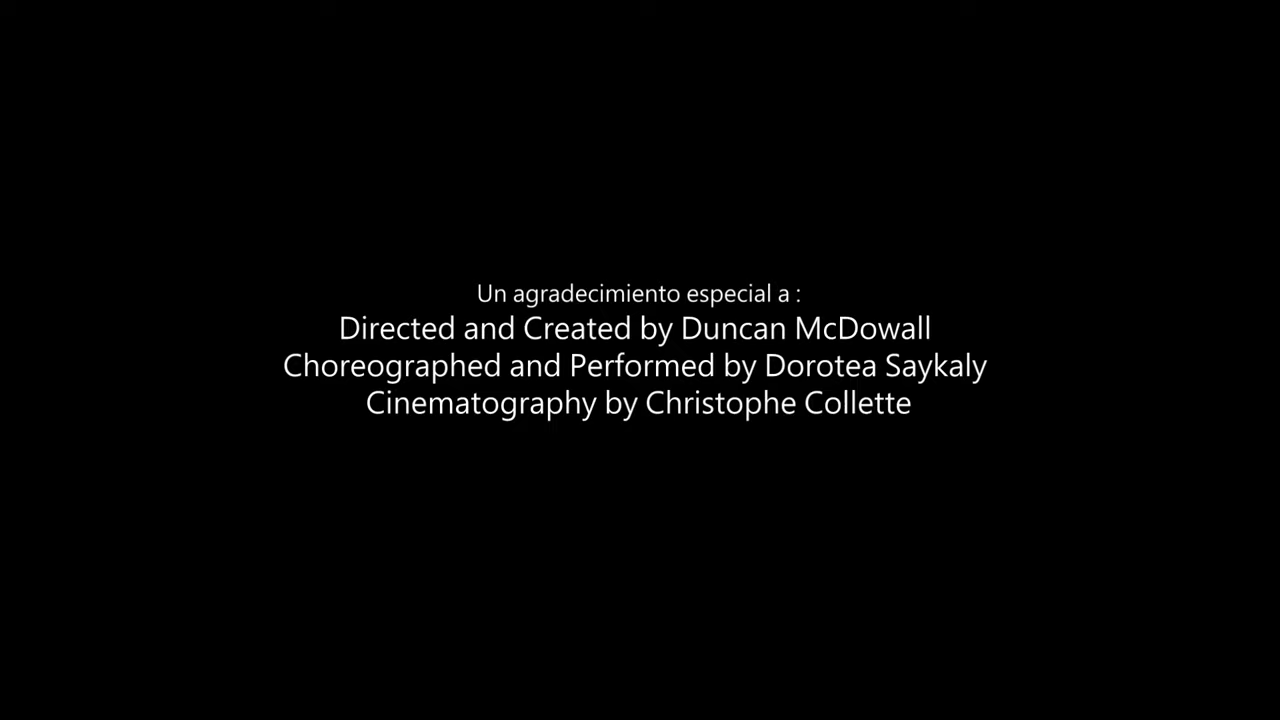 Un agradecimiento especial a :
Directed and Created by Duncan McDowall
Choreographed and Performed by Dorotea Saykaly
Cinematography by Christophe Collette